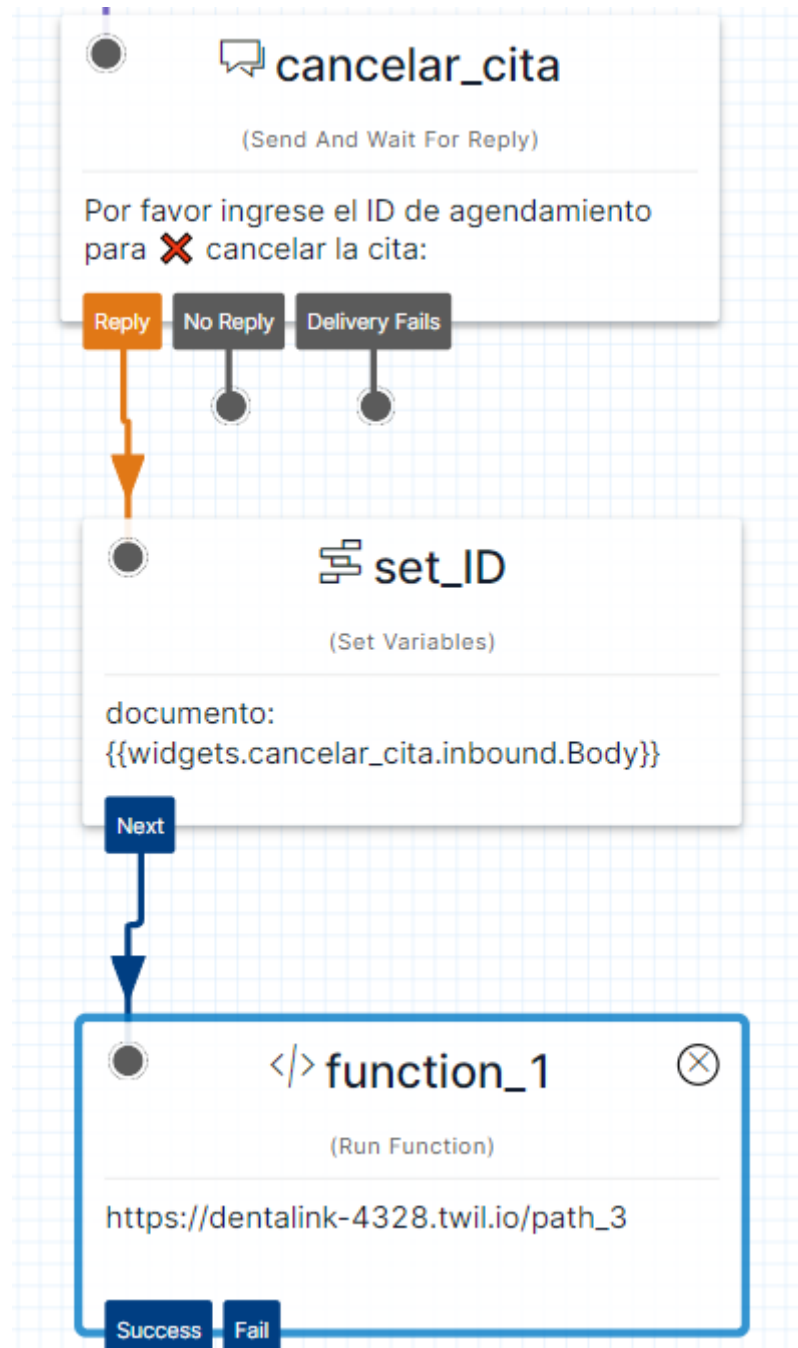 cancelar_cita
(Send And Wait For Reply)
Por favor ingrese el ID de agendamiento
para ❌ cancelar la cita:
Reply No Reply Delivery Fails
set_ID
(Set Variables)
documento:
{{widgets.cancelar_cita.inbound.Body}}
Next
</> function_1
(Run Function)
https://dentalink-4328.twil.io/path_3
Success Fail